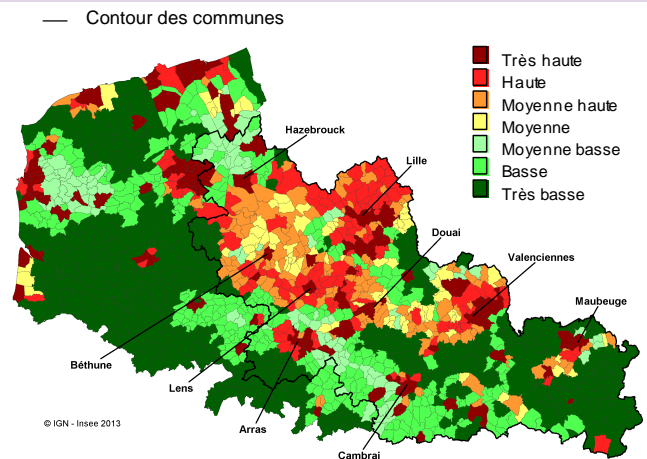 Contour des communes
Très haute
Haute
Moyenne haute
Moyenne
Moyenne basse
Basse
Très basse
Hazebrouck
Lille
Douai
Valenciennes
Maubeuge
Béthune
Lens
Arras
Cambrai
© IGN - Insee 2013